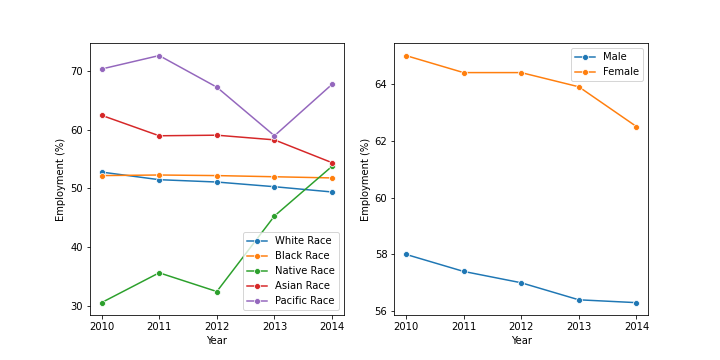 70
60
50
40
30
Employment (%)
2010 2011 2012 2013 2014
Year
White Race
Black Race
Native Race
Asian Race
Pacific Race
64
62
60
58
56
Employment (%)
2010 2011 2012 2013 2014
Year
Male
Female